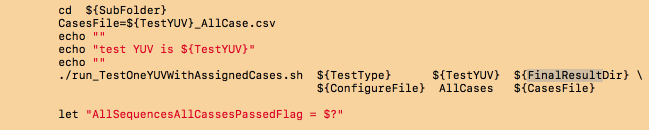 cd ${SubFolder}
CasesFile=${TestYUV}_AllCase.csv
echo ""
echo "test YUV is ${TestYUV}"
echo ""
./run_TestOneYUVWithAssignedCases.sh ${TestType} ${TestYUV} ${FinalResultDir} \
${ConfigureFile} AllCases ${CasesFile}
let "AllSequencesAllCassesPassedFlag = $?"